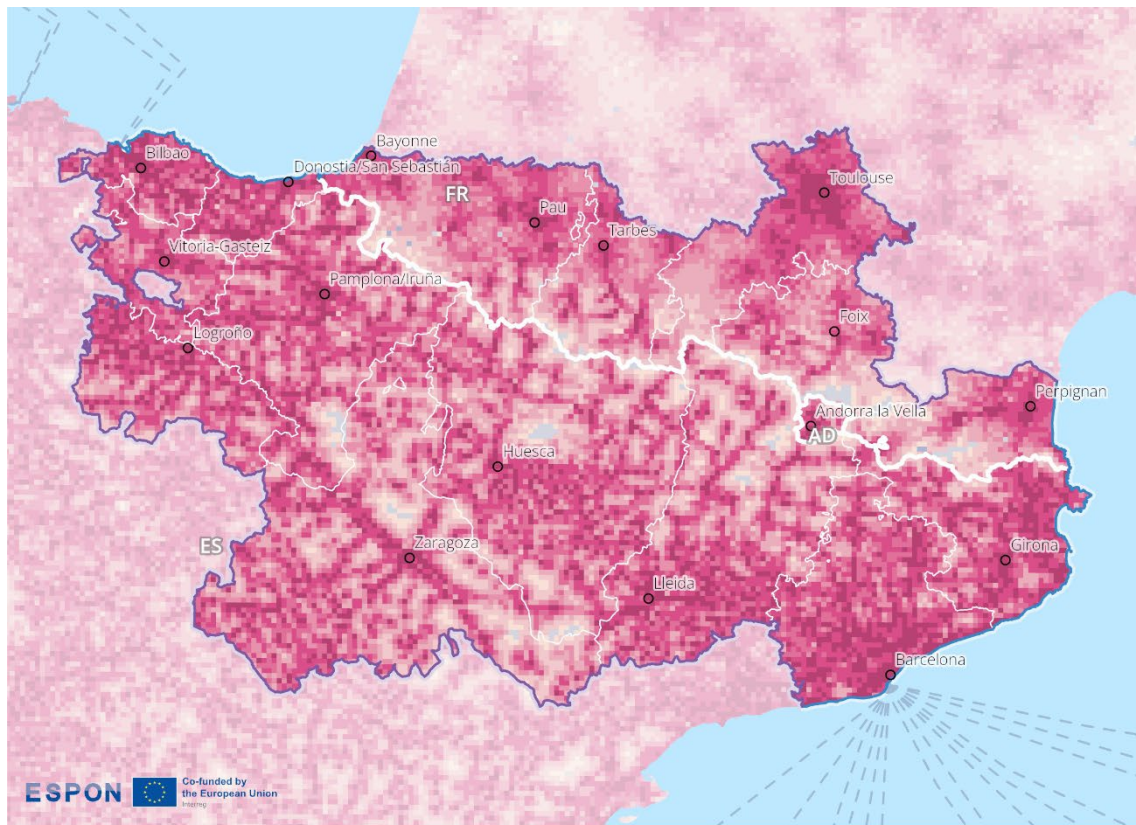 Bayonne
Bilbao
Donostia/San Sebastián
FR
Toulouse
Pau
Tarbes
Vitoria-Gasteiz
Pamplona/Iruña
Foix
Logroño
Perpignan
Andorra la Vella
AD
Huesca
ES
Zaragoza
Girona
Lleida
Barcelona
ESPON
Co-funded by
the European Union
Interreg